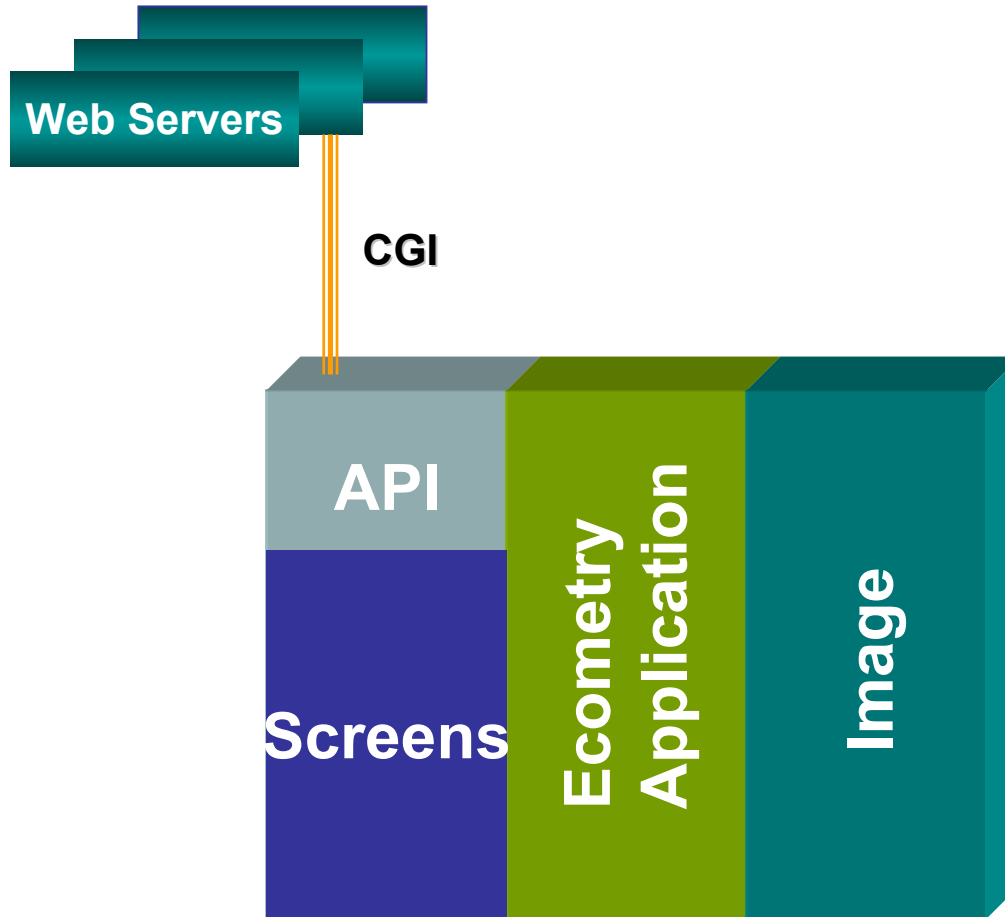 Web Servers
CGI
API
Screens
Ecometry
Application
Image